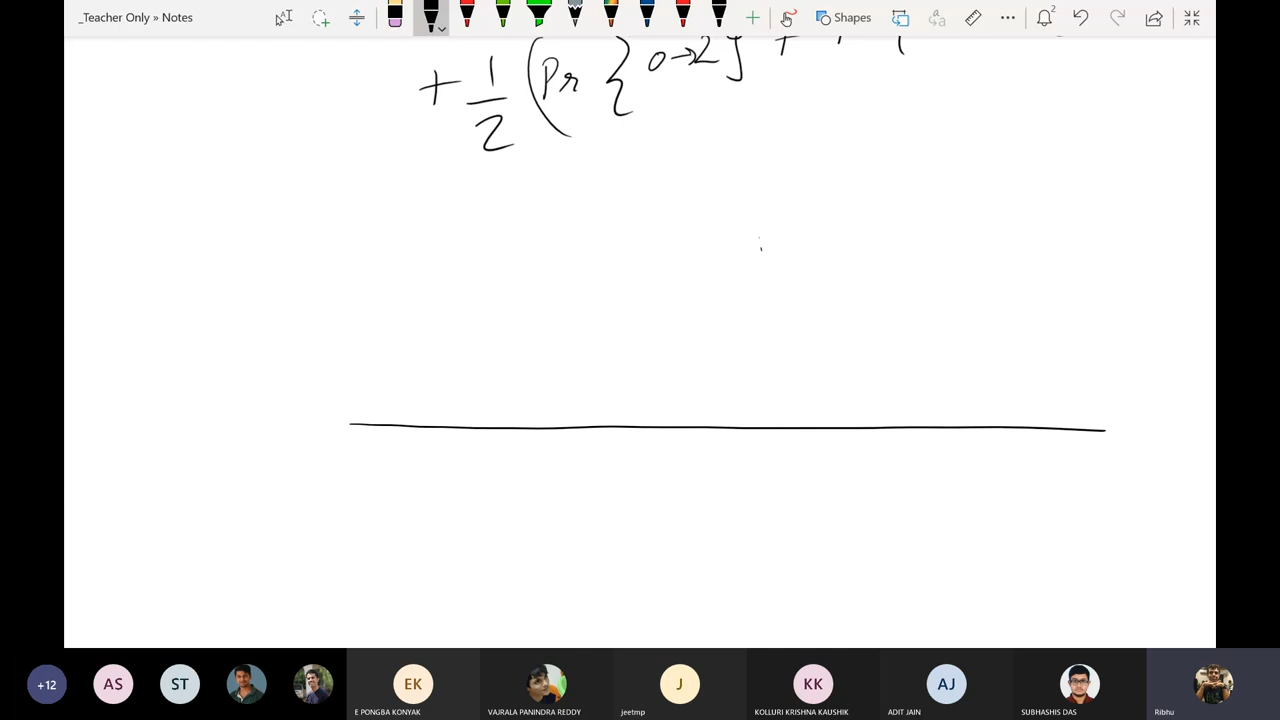 _Teacher Only » Notes
Shapes
2
+ 1/2 ( Pr { 0→2 } +
+12
AS
ST
EK
J
KK
AJ
E PONGBA KONYAK
VAJRALA PANINDRA REDDY
jeetmp
KOLLURI KRISHNA KAUSHIK
ADIT JAIN
SUBHASHIS DAS
Ribhu